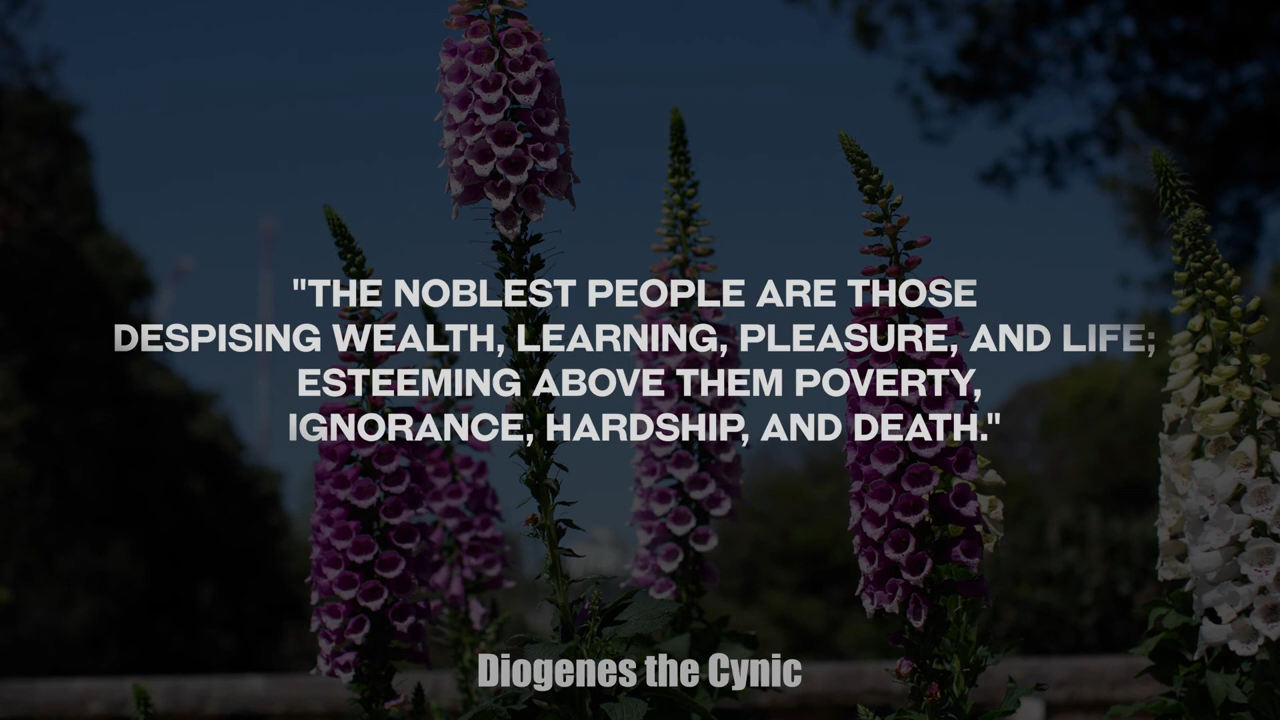 "THE NOBLEST PEOPLE ARE THOSE
DESPISING WEALTH, LEARNING, PLEASURE, AND LIFE;
ESTEEMING ABOVE THEM POVERTY,
IGNORANCE, HARDSHIP, AND DEATH."
Diogenes the Cynic